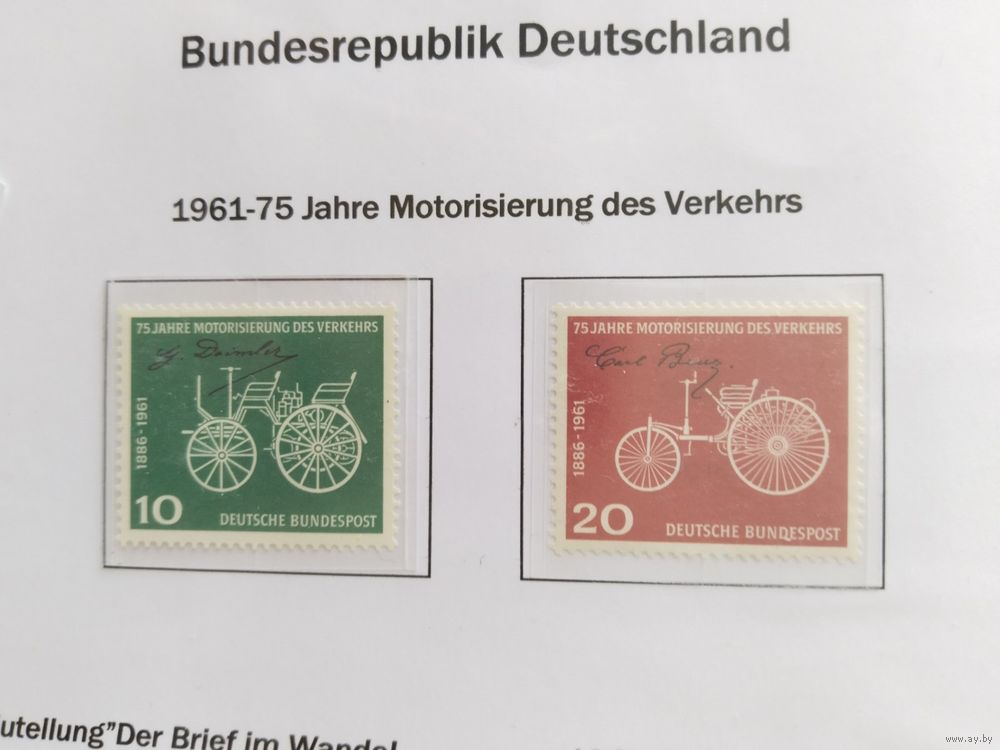 Bundesrepublik Deutschland
1961-75 Jahre Motorisierung des Verkehrs
75 JAHRE MOTORISIERUNG DES VERKEHRS
G. Daimler
1886-1961
10
DEUTSCHE BUNDESPOST
75 JAHRE MOTORISIERUNG DES VERKEHRS
Carl Benz.
1886-1961
20
DEUTSCHE BUNDESPOST
utellung"Der Brief im Wandel
www.ay.by